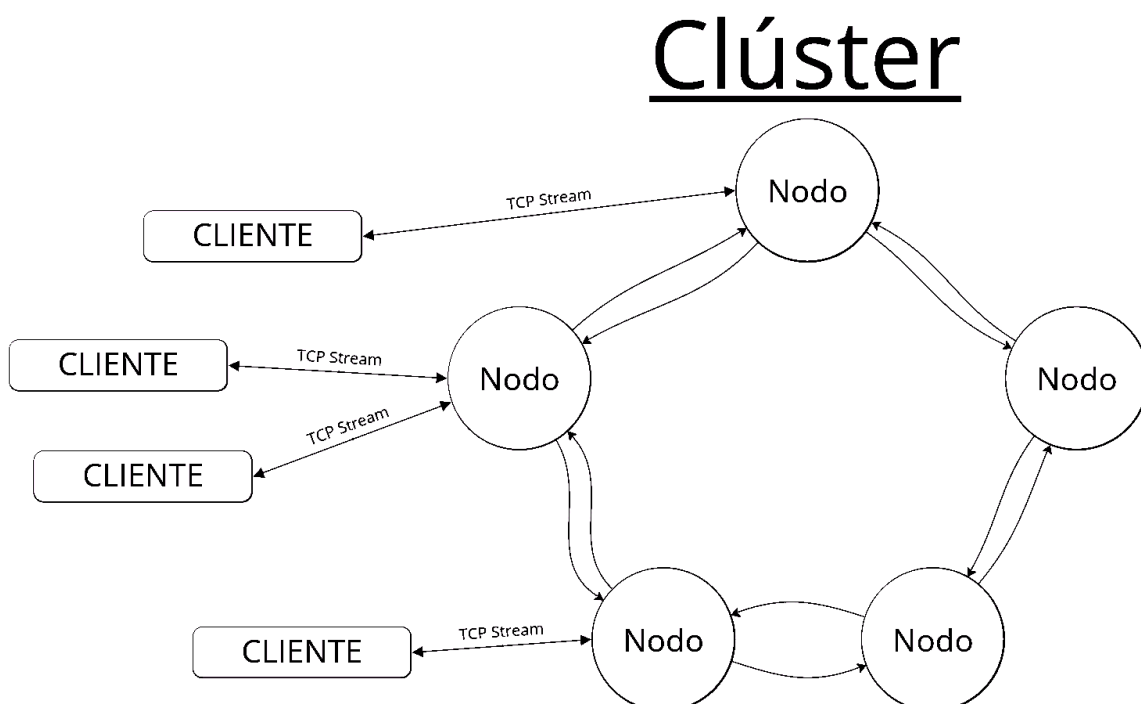 Clúster
Nodo
TCP Stream
CLIENTE
CLIENTE
TCP Stream
Nodo
Nodo
TCP Stream
CLIENTE
CLIENTE
TCP Stream
Nodo
Nodo